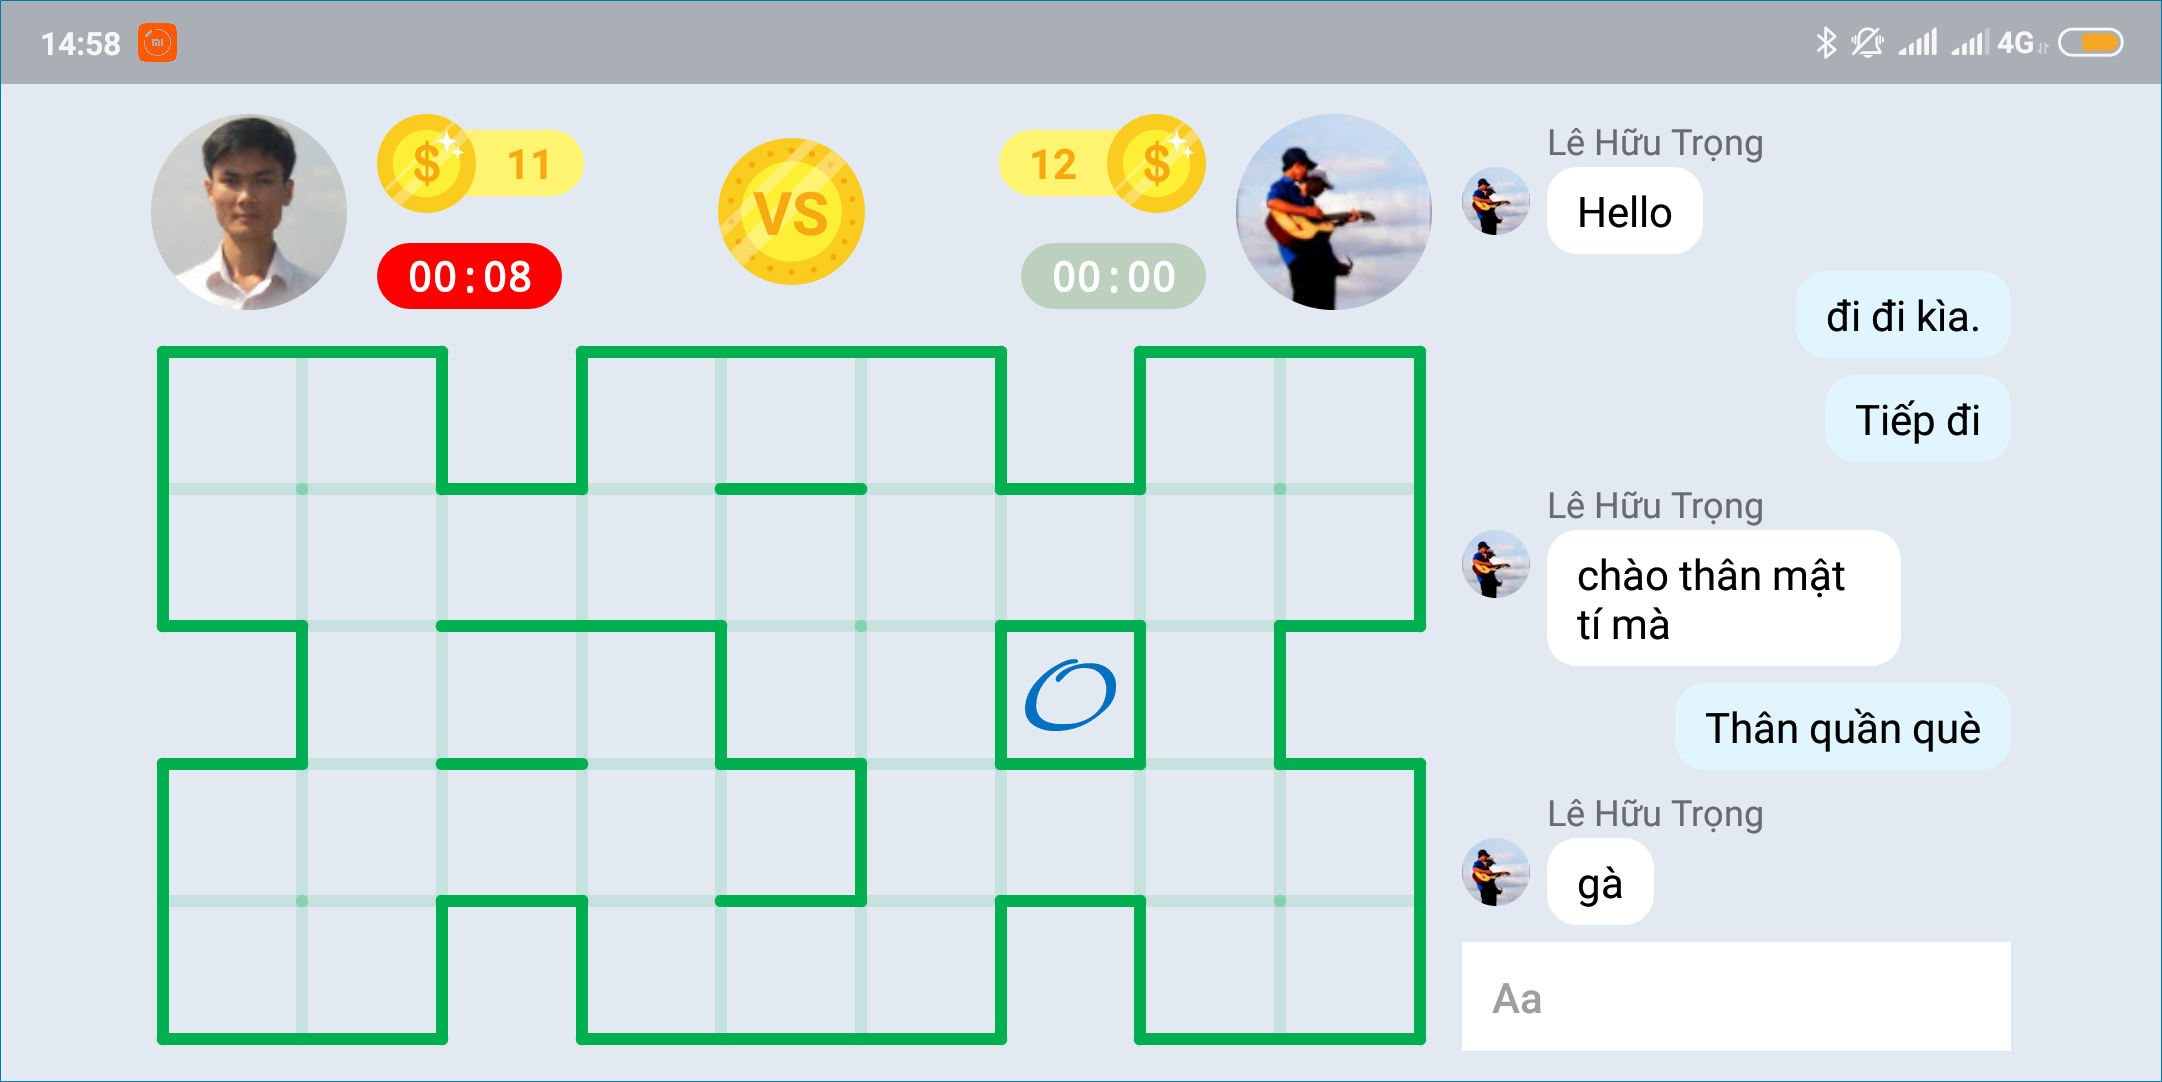 14:58
4G
$ 11
VS
12 $
00:08
00:00
Lê Hữu Trọng
Hello
đi đi kìa.
Tiếp đi
Lê Hữu Trọng
chào thân mật
tí mà
Thân quần què
Lê Hữu Trọng
gà
Aa